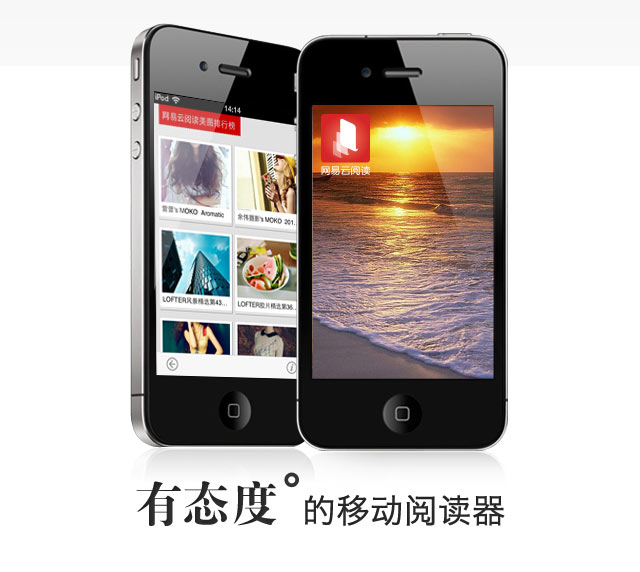 iPod
14:14
网易云阅读美图排行榜
雷蕾's MOKO Aromatic
余伟摄影's MOKO 201...
LOFTER风景精选第43...
LOFTER胶片精选第36...
网易云阅读
有态度°的移动阅读器